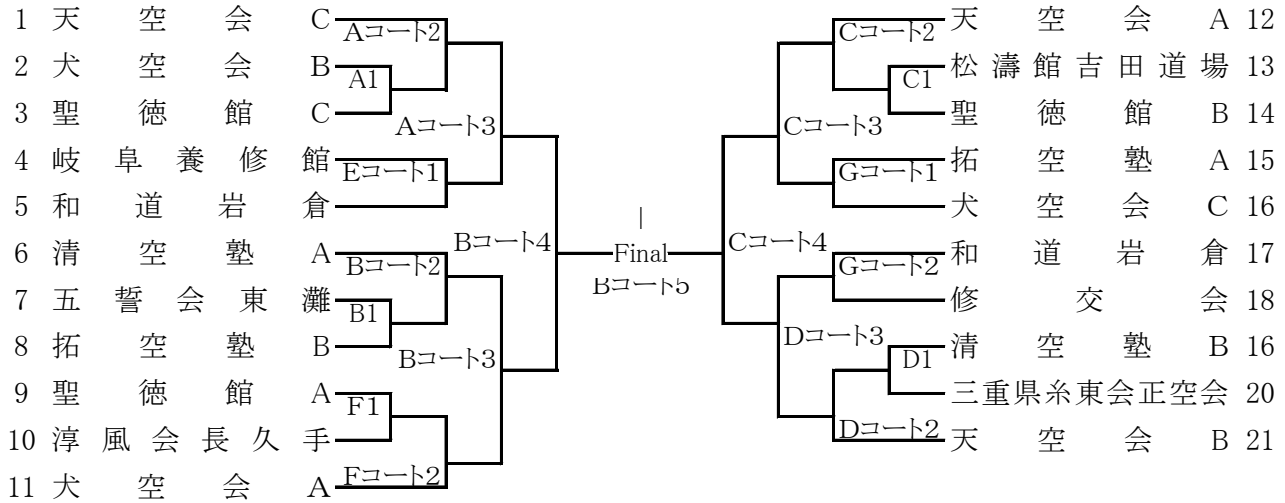 1 天空会 C
Aコート2
2 犬空会 B
A1
3 聖徳館 C
Aコート3
4 岐阜養修館
Eコート1
5 和道岩倉
Bコート4
6 清空塾 A
Bコート2
7 五誓会東灘
B1
8 拓空塾 B
Bコート3
9 聖徳館 A
F1
10 淳風会長久手
Fコート2
11 犬空会 A
|
Final
Bコート5
天空会 A 12
Cコート2
松濤館吉田道場 13
C1
聖徳館 B 14
Cコート3
拓空塾 A 15
Gコート1
犬空会 C 16
Cコート4
和道岩倉 17
Gコート2
修交会 18
Dコート3
清空塾 B 16
D1
三重県糸東会正空会 20
Dコート2
天空会 B 21